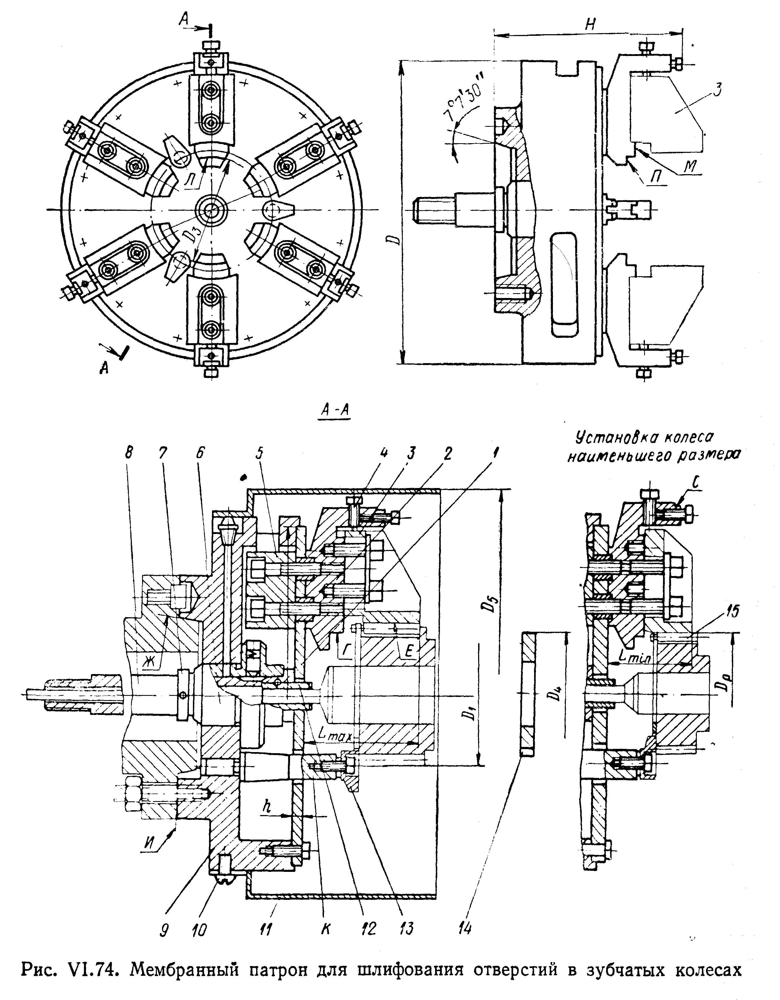 А
H
7°7'30"
3
Л
М
П
D
D3
А
А-А
Установка колеса
наименьшего размера
8
7
6
5
4
3
2
1
С
D5
15
Г
Е
Ж
Lmin
D4
Dр
D1
Lmax
h
И
9
10
11
К
12
13
14
Рис. VI.74. Мембранный патрон для шлифования отверстий в зубчатых колесах